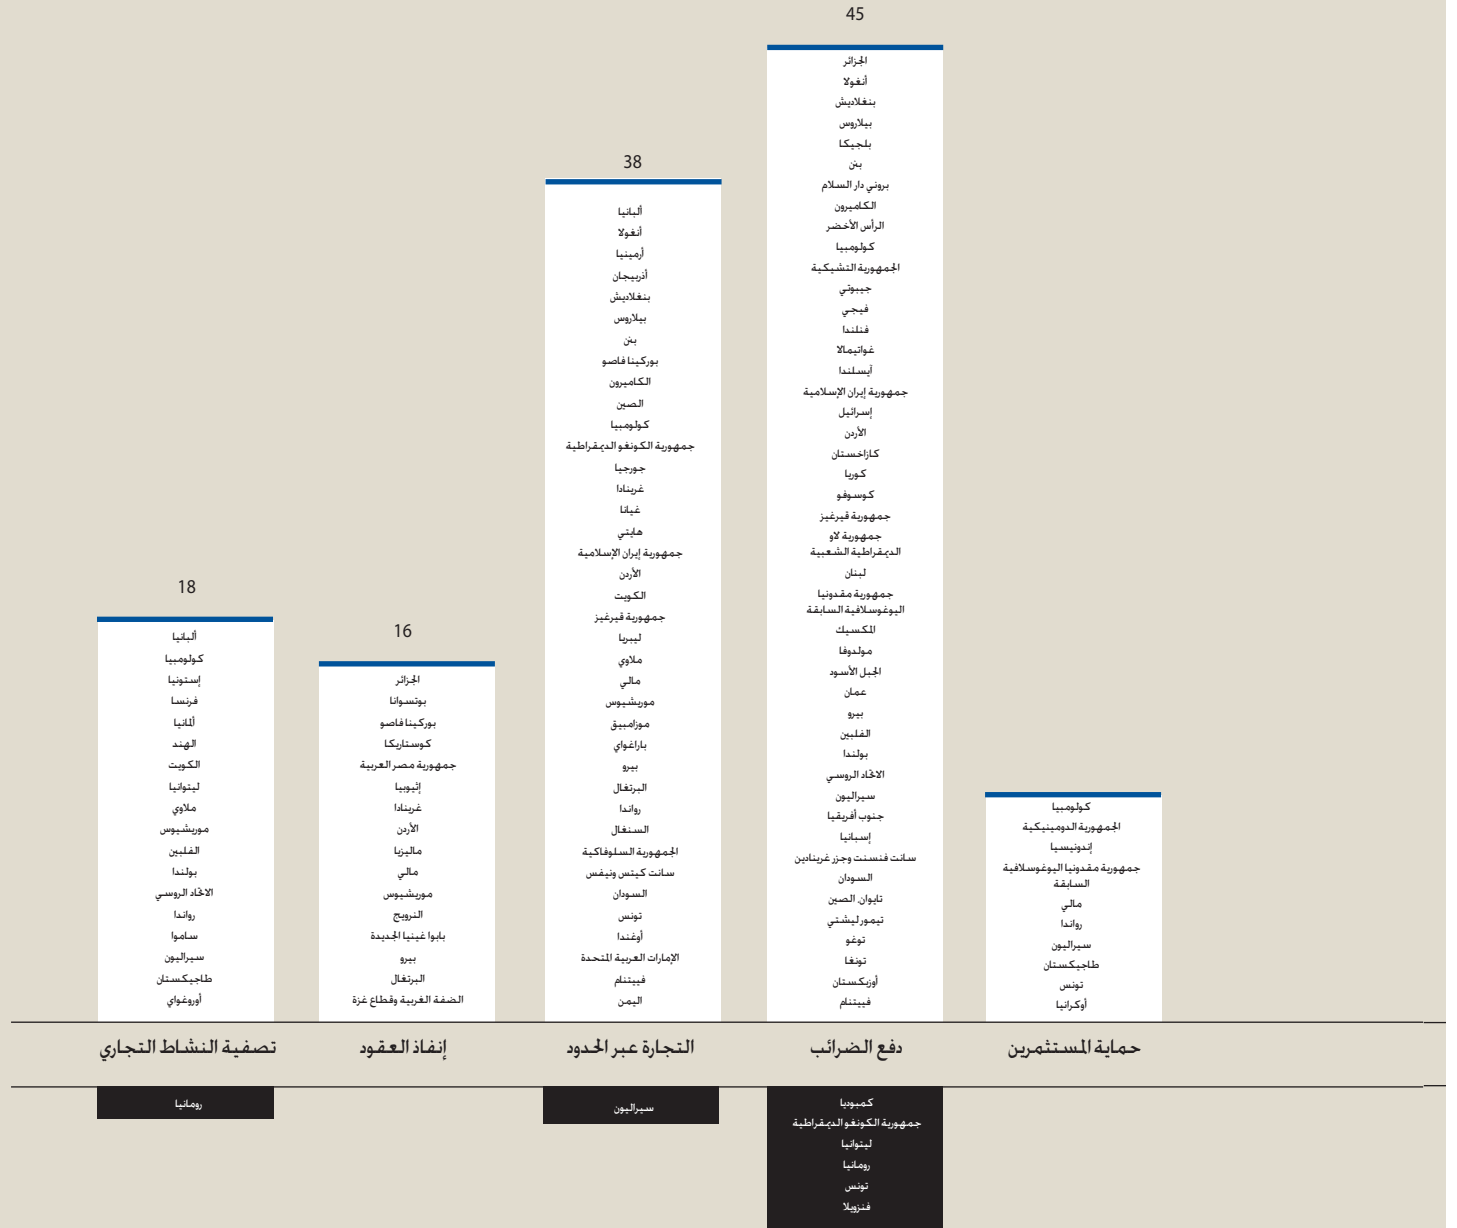 45
الجزائر
أنغولا
بنغلاديش
بيلاروس
بلجيكا
بنن
بروني دار السلام
الكاميرون
الرأس الأخضر
كولومبيا
الجمهورية التشيكية
جيبوتي
فيجي
فنلندا
غواتيمالا
آيسلندا
جمهورية إيران الإسلامية
إسرائيل
الأردن
كازاخستان
كوريا
كوسوفو
جمهورية قيرغيز
جمهورية لاو
الديمقراطية الشعبية
لبنان
جمهورية مقدونيا
اليوغوسلافية السابقة
المكسيك
مولدوفا
الجبل الأسود
عمان
بيرو
الفلبين
بولندا
الاتحاد الروسي
سيراليون
جنوب أفريقيا
إسبانيا
سانت فنسنت وجزر غرينادين
السودان
تايوان، الصين
تيمور ليشتي
توغو
تونغا
أوزبكستان
فييتنام
38
ألبانيا
أنغولا
أرمينيا
أذربيجان
بنغلاديش
بيلاروس
بنن
بوركينا فاصو
الكاميرون
الصين
كولومبيا
جمهورية الكونغو الديمقراطية
جورجيا
غرينادا
غيانا
هايتي
جمهورية إيران الإسلامية
الأردن
الكويت
جمهورية قيرغيز
ليبريا
ملاوي
مالي
موريشيوس
موزامبيق
باراغواي
بيرو
البرتغال
رواندا
السنغال
الجمهورية السلوفاكية
سانت كيتس ونيفس
السودان
تونس
أوغندا
الإمارات العربية المتحدة
فييتنام
اليمن
18
ألبانيا
كولومبيا
إستونيا
فرنسا
ألمانيا
الهند
الكويت
ليتوانيا
ملاوي
موريشيوس
الفلبين
بولندا
الاتحاد الروسي
رواندا
ساموا
سيراليون
طاجيكستان
أوروغواي
16
الجزائر
بوتسوانا
بوركينا فاصو
كوستاريكا
جمهورية مصر العربية
إثيوبيا
غرينادا
الأردن
ماليزيا
مالي
موريشيوس
النرويج
بابوا غينيا الجديدة
بيرو
البرتغال
الضفة الغربية وقطاع غزة
كولومبيا
الجمهورية الدومينيكية
إندونيسيا
جمهورية مقدونيا اليوغوسلافية
السابقة
مالي
رواندا
سيراليون
طاجيكستان
تونس
أوكرانيا
حماية المستثمرين
دفع الضرائب
التجارة عبر الحدود
إنفاذ العقود
تصفية النشاط التجاري
كمبوديا
جمهورية الكونغو الديمقراطية
ليتوانيا
رومانيا
تونس
فنزويلا
سيراليون
رومانيا